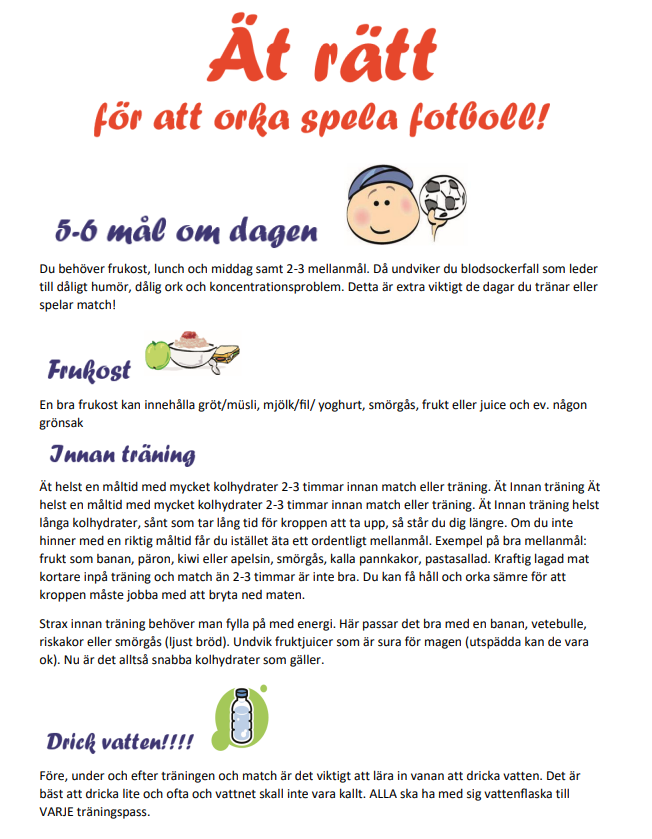 Ät rätt
för att orka spela fotboll!
5-6 mål om dagen
Du behöver frukost, lunch och middag samt 2-3 mellanmål. Då undviker du blodsockerfall som leder
till dåligt humör, dålig ork och koncentrationsproblem. Detta är extra viktigt de dagar du tränar eller
spelar match!
Frukost
En bra frukost kan innehålla gröt/müsli, mjölk/fil/ yoghurt, smörgås, frukt eller juice och ev. någon
grönsak
Innan träning
Ät helst en måltid med mycket kolhydrater 2-3 timmar innan match eller träning. Ät Innan träning Ät
helst en måltid med mycket kolhydrater 2-3 timmar innan match eller träning. Ät Innan träning helst
långa kolhydrater, sånt som tar lång tid för kroppen att ta upp, så står du dig längre. Om du inte
hinner med en riktig måltid får du istället äta ett ordentligt mellanmål. Exempel på bra mellanmål:
frukt som banan, päron, kiwi eller apelsin, smörgås, kalla pannkakor, pastasallad. Kraftig lagad mat
kortare inpå träning och match än 2-3 timmar är inte bra. Du kan få håll och orka sämre för att
kroppen måste jobba med att bryta ned maten.
Strax innan träning behöver man fylla på med energi. Här passar det bra med en banan, vetebulle,
riskakor eller smörgås (ljust bröd). Undvik fruktjuicer som är sura för magen (utspädda kan de vara
ok). Nu är det alltså snabba kolhydrater som gäller.
Drick vatten!!!!
Före, under och efter träningen och match är det viktigt att lära in vanan att dricka vatten. Det är
bäst att dricka lite och ofta och vattnet skall inte vara kallt. ALLA ska ha med sig vattenflaska till
VARJE träningspass.